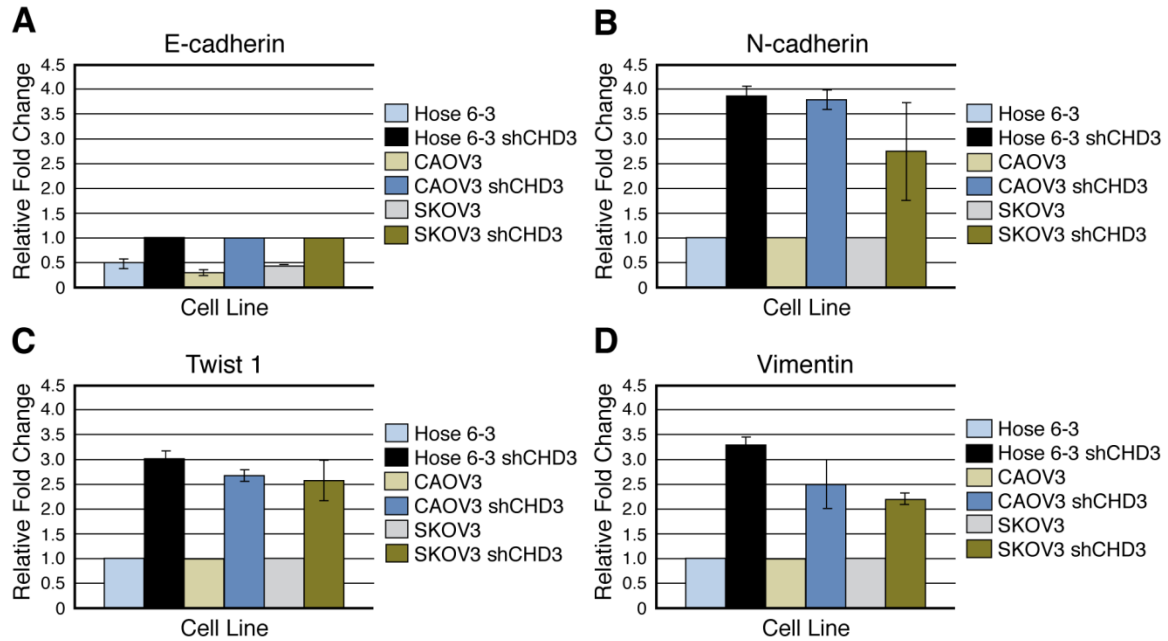 A
E-cadherin
Relative Fold Change
4.5
4.0
3.5
3.0
2.5
2.0
1.5
1.0
0.5
0
Cell Line
Hose 6-3
Hose 6-3 shCHD3
CAOV3
CAOV3 shCHD3
SKOV3
SKOV3 shCHD3
B
N-cadherin
Relative Fold Change
4.5
4.0
3.5
3.0
2.5
2.0
1.5
1.0
0.5
0
Cell Line
Hose 6-3
Hose 6-3 shCHD3
CAOV3
CAOV3 shCHD3
SKOV3
SKOV3 shCHD3
C
Twist 1
Relative Fold Change
4.5
4.0
3.5
3.0
2.5
2.0
1.0
0.5
0
Cell Line
Hose 6-3
Hose 6-3 shCHD3
CAOV3
CAOV3 shCHD3
SKOV3
SKOV3 shCHD3
D
Vimentin
Relative Fold Change
4.5
4.0
3.5
3.0
2.5
2.0
1.0
0.5
0
Cell Line
Hose 6-3
Hose 6-3 shCHD3
CAOV3
CAOV3 shCHD3
SKOV3
SKOV3 shCHD3